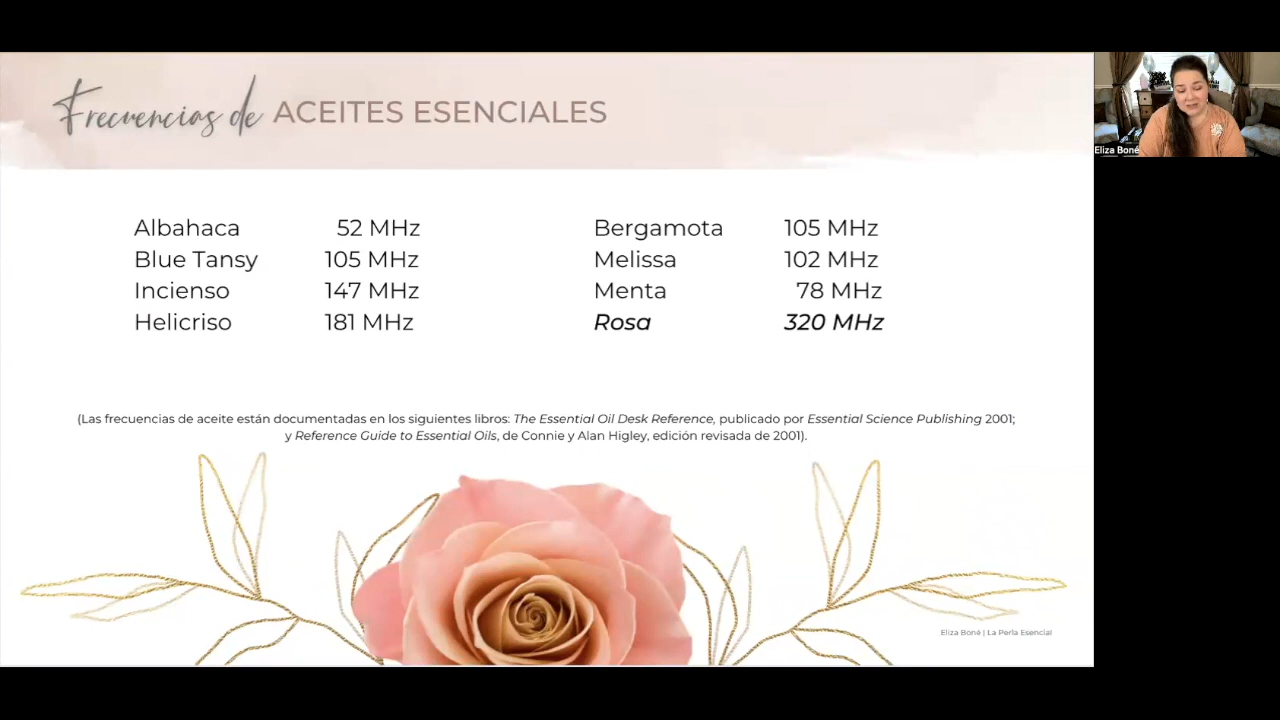 Frecuencias de ACEITES ESENCIALES
Eliza Boné
Albahaca 52 MHz
Blue Tansy 105 MHz
Incienso 147 MHz
Helicriso 181 MHz
Bergamota 105 MHz
Melissa 102 MHz
Menta 78 MHz
Rosa 320 MHz
(Las frecuencias de aceite están documentadas en los siguientes libros: The Essential Oil Desk Reference, publicado por Essential Science Publishing 2001;
y Reference Guide to Essential Oils, de Connie y Alan Higley, edición revisada de 2001).
Eliza Boné | La Perla Esencial